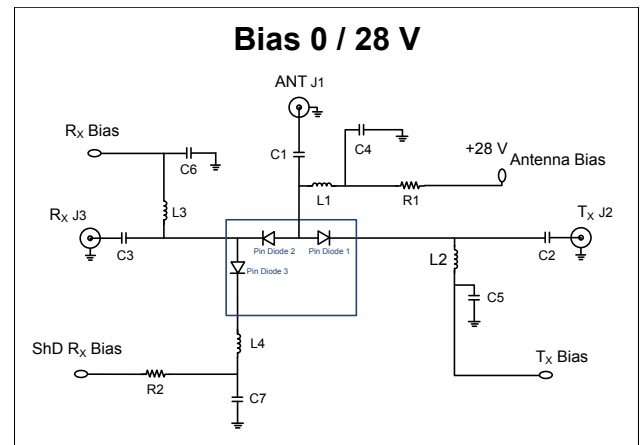 Bias 0 / 28 V
ANT J1
RX Bias
C6
C1
C4
+28 V
Antenna Bias
L1
R1
RX J3
L3
TX J2
C3
Pin Diode 2
Pin Diode 1
C2
L2
Pin Diode 3
C5
L4
ShD RX Bias
TX Bias
R2
C7